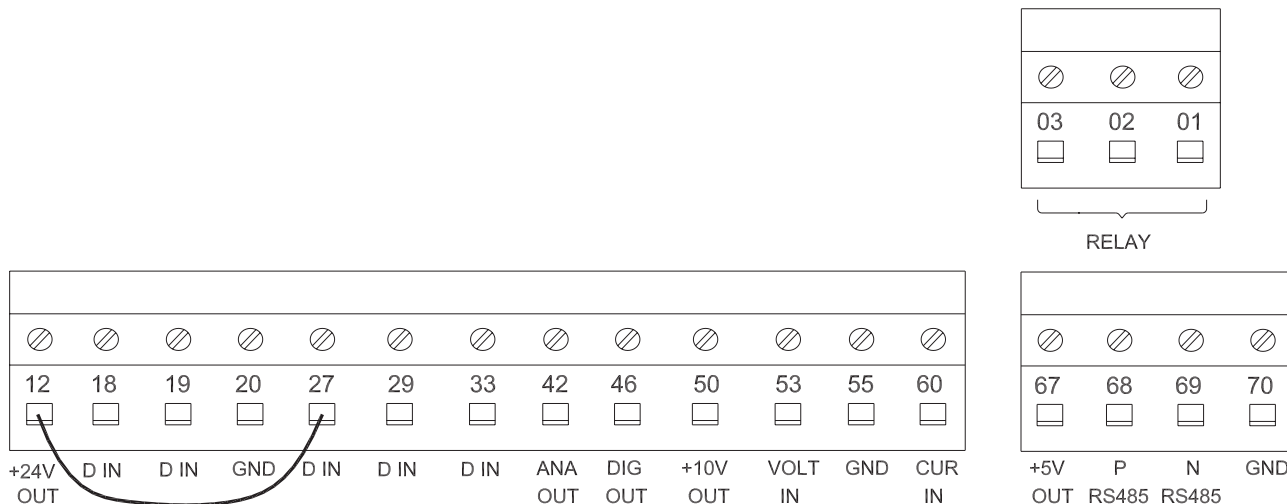 03 02 01
RELAY
12 18 19 20 27 29 33 42 46 50 53 55 60
+24V D IN D IN GND D IN D IN D IN ANA DIG +10V VOLT GND CUR
OUT OUT OUT OUT IN IN
67 68 69 70
+5V P N GND
OUT RS485 RS485